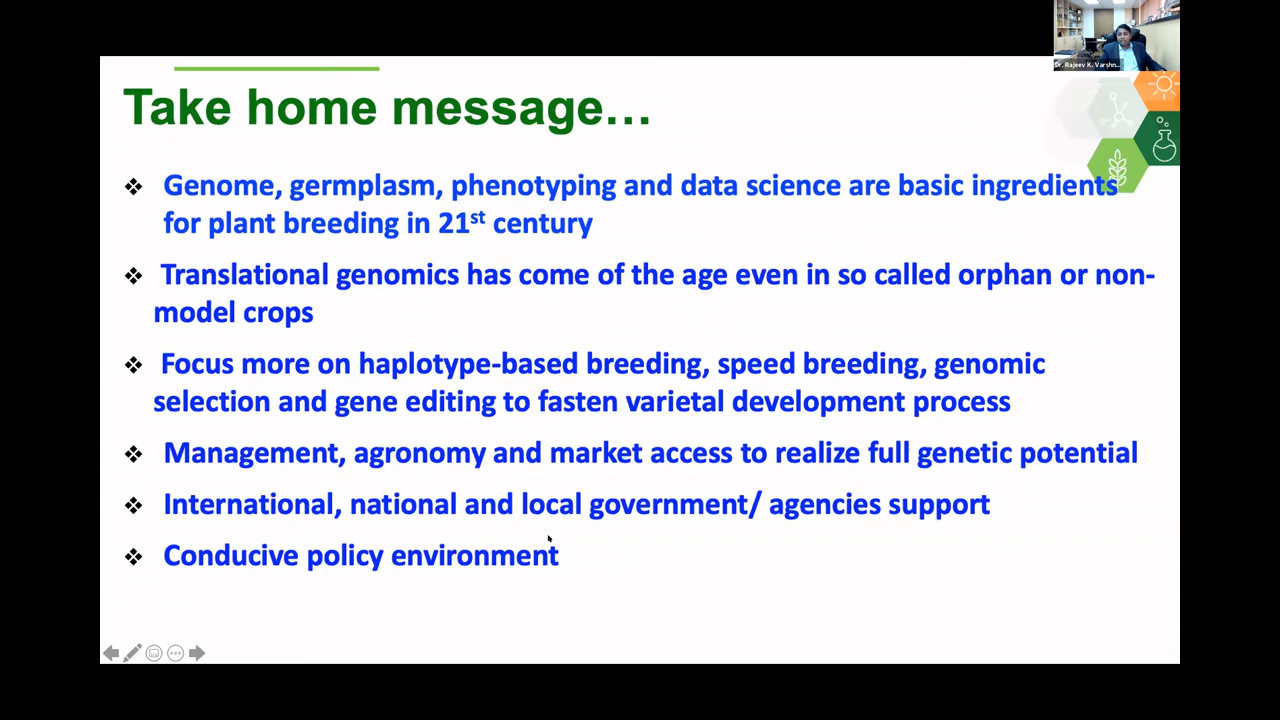 Dr. Rajeev K. Varshn...
Take home message...
❖ Genome, germplasm, phenotyping and data science are basic ingredients
for plant breeding in 21st century
❖ Translational genomics has come of the age even in so called orphan or non-
model crops
❖ Focus more on haplotype-based breeding, speed breeding, genomic
selection and gene editing to fasten varietal development process
❖ Management, agronomy and market access to realize full genetic potential
❖ International, national and local government/ agencies support
❖ Conducive policy environment